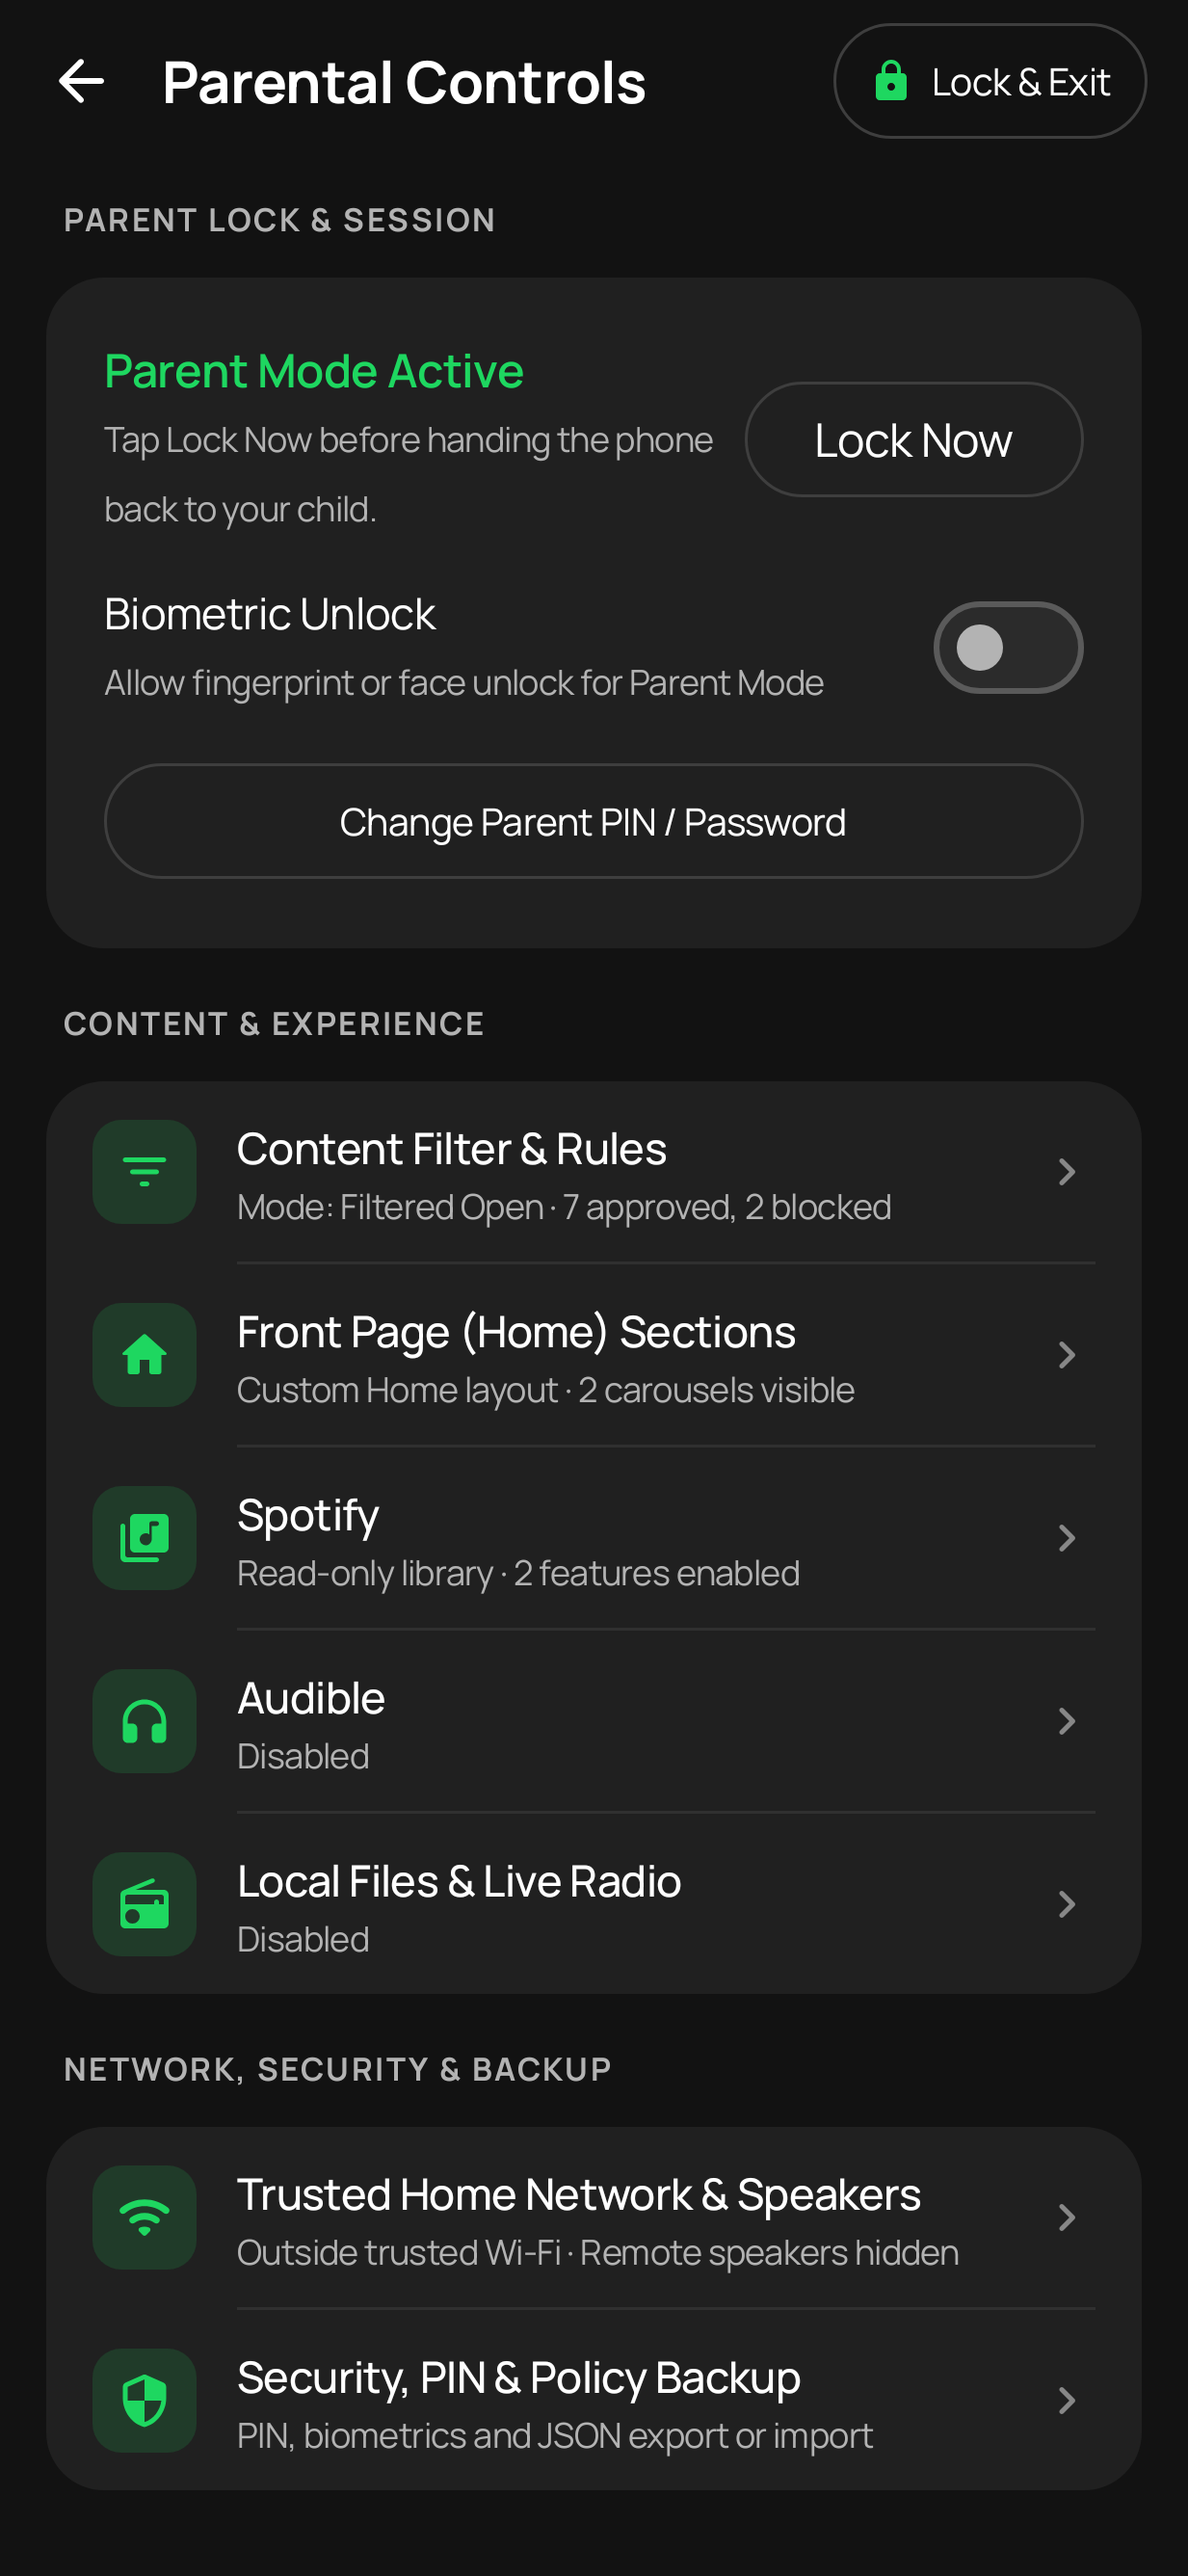 Parental Controls
Lock & Exit
PARENT LOCK & SESSION
Parent Mode Active
Tap Lock Now before handing the phone
back to your child.
Lock Now
Biometric Unlock
Allow fingerprint or face unlock for Parent Mode
Change Parent PIN / Password
CONTENT & EXPERIENCE
Content Filter & Rules
Mode: Filtered Open · 7 approved, 2 blocked
Front Page (Home) Sections
Custom Home layout · 2 carousels visible
Spotify
Read-only library · 2 features enabled
Audible
Disabled
Local Files & Live Radio
Disabled
NETWORK, SECURITY & BACKUP
Trusted Home Network & Speakers
Outside trusted Wi-Fi · Remote speakers hidden
Security, PIN & Policy Backup
PIN, biometrics and JSON export or import